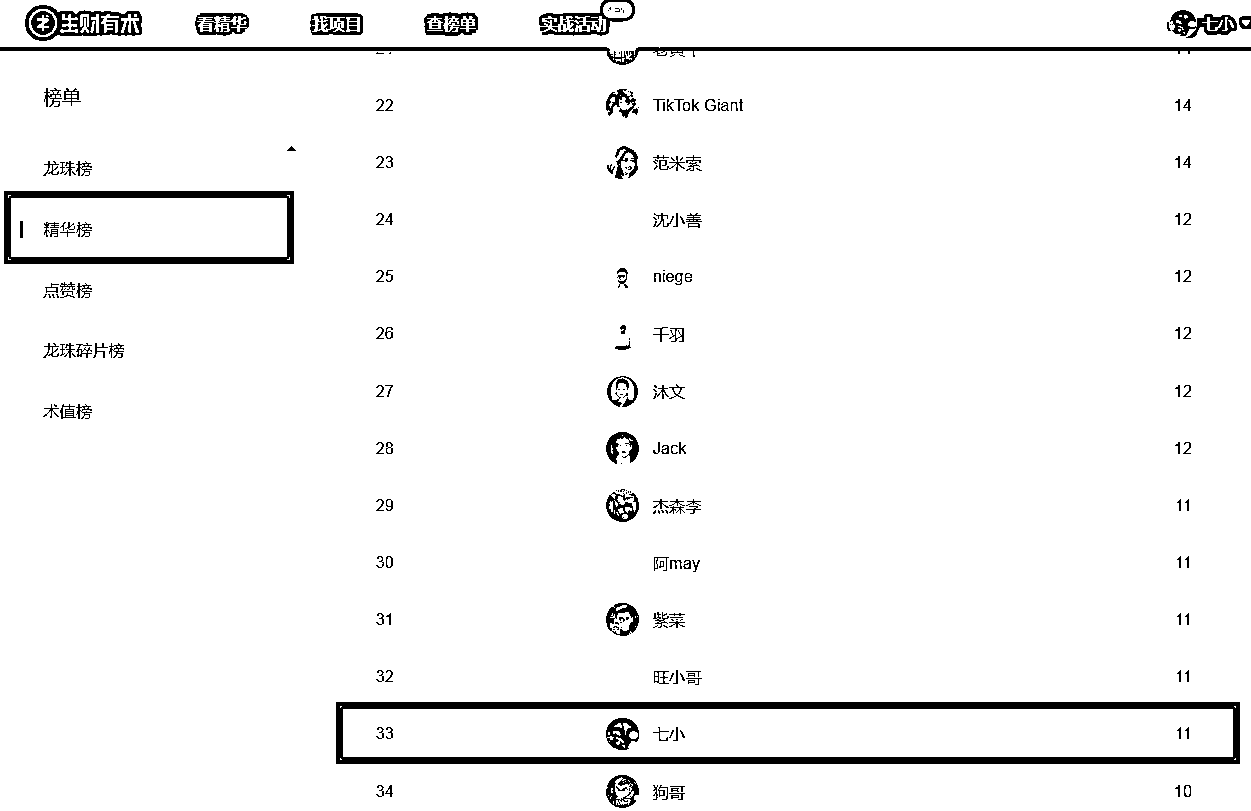 生财有术 看精华 找项目 查榜单 实战活动 七小
榜单
龙珠榜
精华榜
点赞榜
龙珠碎片榜
术值榜
22 TikTok Giant 14
23 范米索 14
24 沈小善 12
25 niege 12
26 千羽 12
27 沐文 12
28 Jack 12
29 杰森李 11
30 阿may 11
31 紫菜 11
32 旺小哥 11
33 七小 11
34 狗哥 10